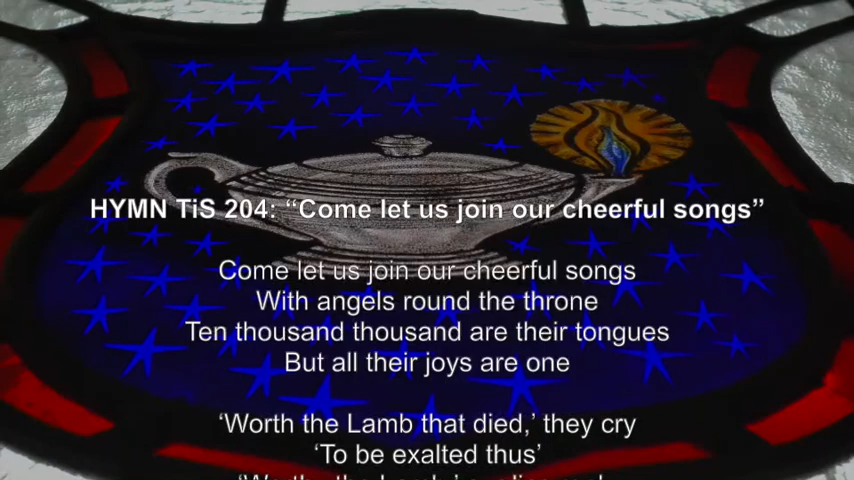 HYMN TiS 204: “Come let us join our cheerful songs”
Come let us join our cheerful songs
With angels round the throne
Ten thousand thousand are their tongues
But all their joys are one
‘Worth the Lamb that died,’ they cry
‘To be exalted thus’